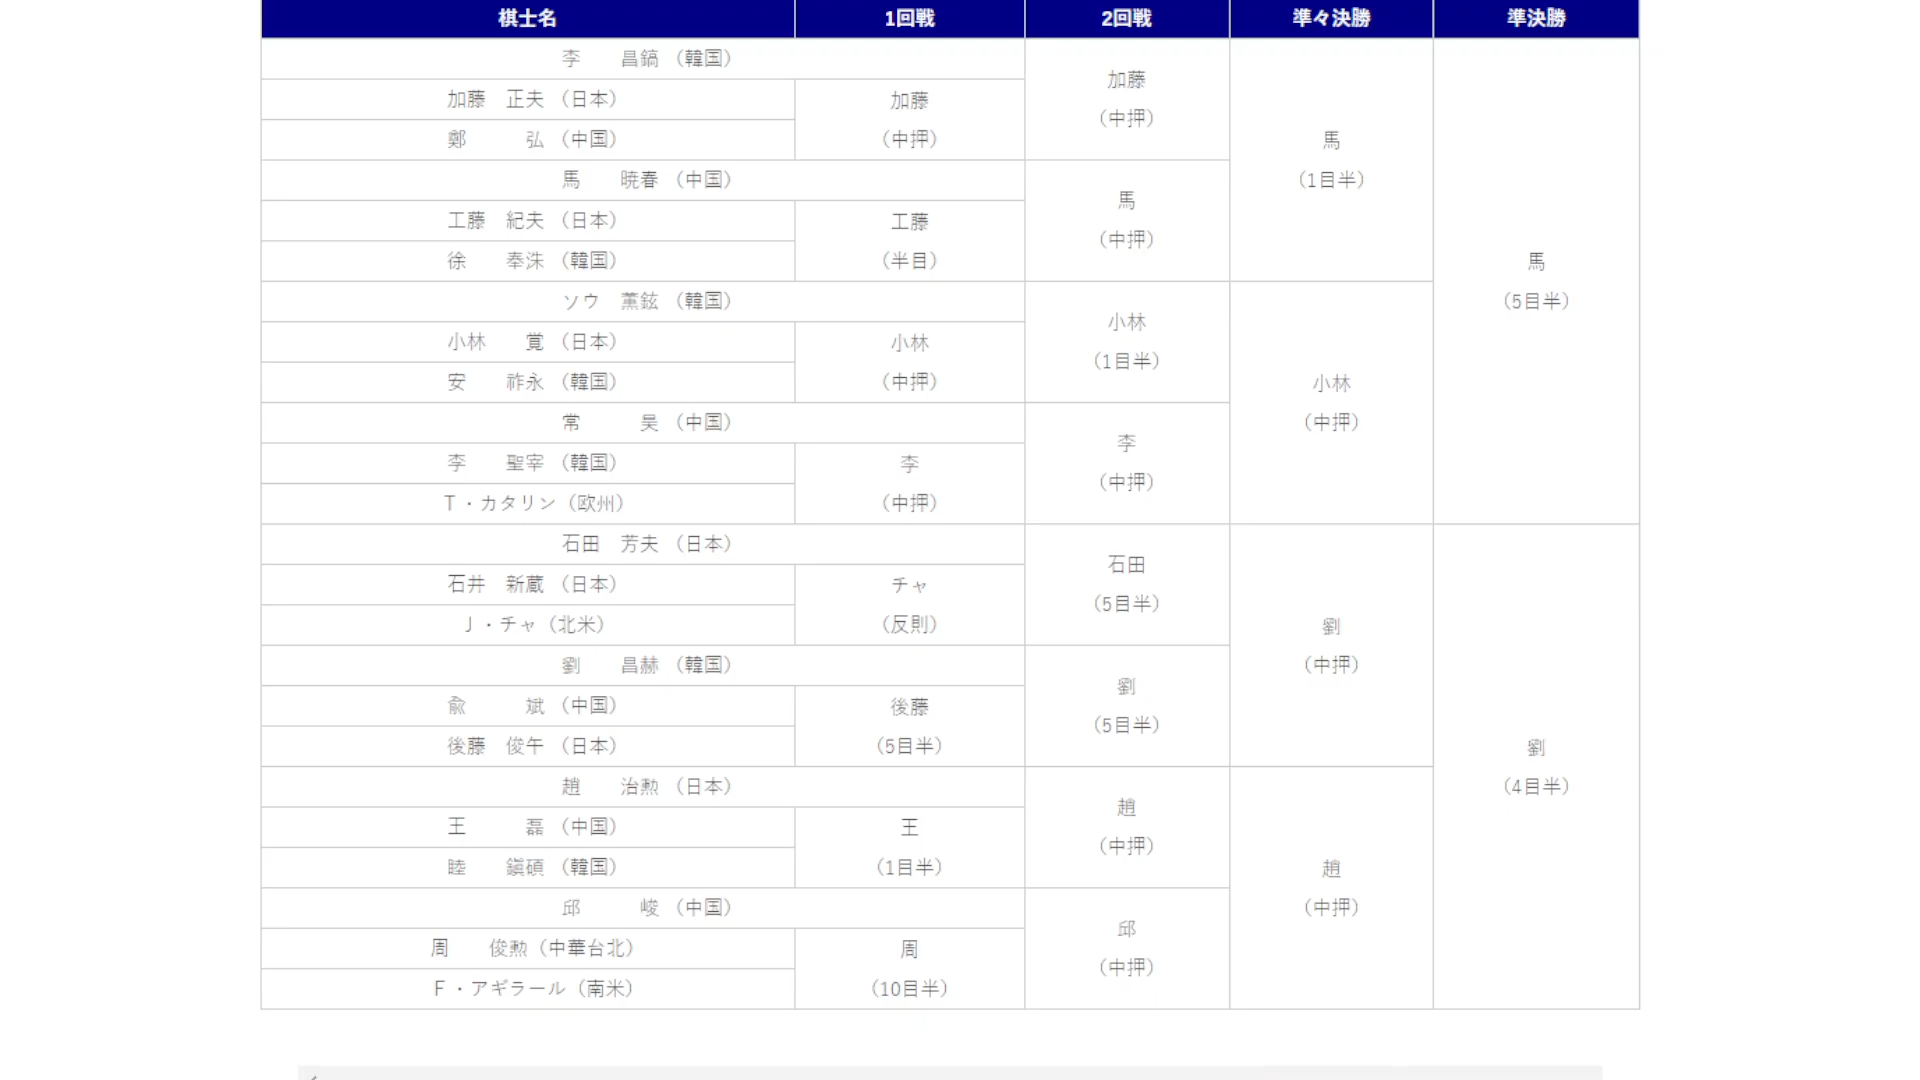 棋士名 1回戦 2回戦 準々決勝 準決勝
李 昌鎬 （韓国）
加藤 正夫 （日本）
鄭 弘 （中国）
加藤
（中押）
加藤
（中押）
馬 暁春 （中国）
工藤 紀夫 （日本）
徐 奉洙 （韓国）
工藤
（半目）
馬
（中押）
馬
（1目半）
ソウ 薫鉉 （韓国）
小林 覚 （日本）
安 祚永 （韓国）
小林
（中押）
小林
（1目半）
常 昊 （中国）
李 聖宰 （韓国）
T・カタリン（欧州）
李
（中押）
李
（中押）
小林
（中押）
馬
（5目半）
石田 芳夫 （日本）
石井 新蔵 （日本）
J・チャ（北米）
チャ
（反則）
石田
（5目半）
劉 昌赫 （韓国）
兪 斌 （中国）
後藤 俊午 （日本）
後藤
（5目半）
劉
（5目半）
劉
（中押）
趙 治勲 （日本）
王 磊 （中国）
睦 鎭碩 （韓国）
王
（1目半）
趙
（中押）
邱 峻 （中国）
周 俊勲（中華台北）
F・アギラール（南米）
周
（10目半）
邱
（中押）
趙
（中押）
劉
（4目半）